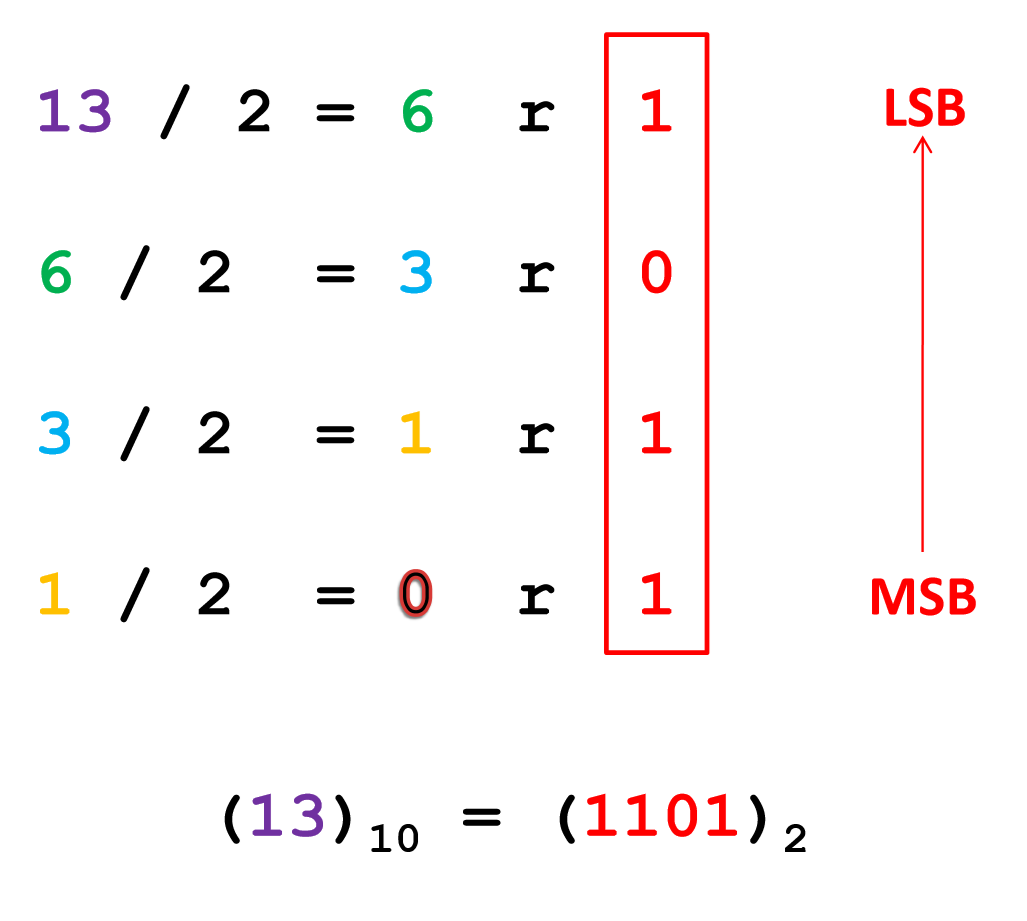 13 / 2 = 6 r 1 LSB
6 / 2 = 3 r 0
3 / 2 = 1 r 1
1 / 2 = 0 r 1 MSB
(13)₁₀ = (1101)₂